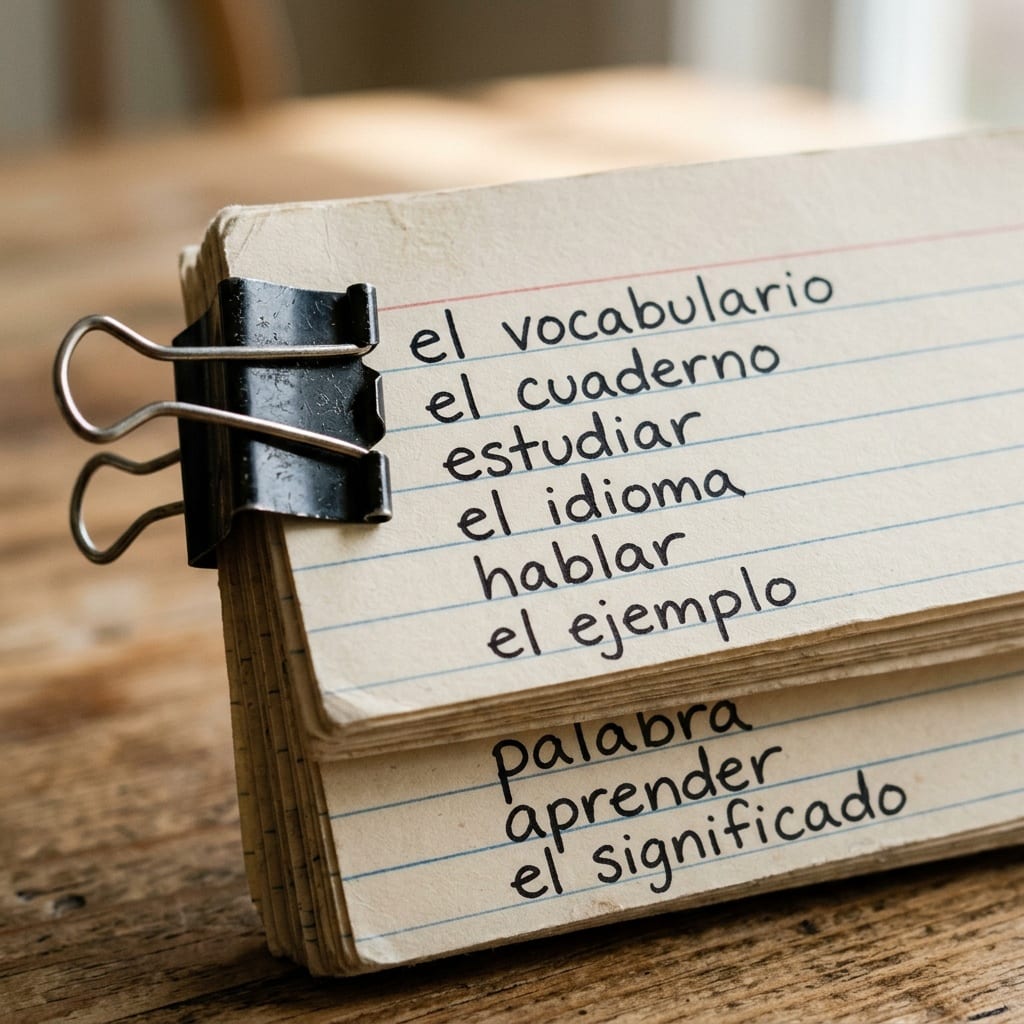 el vocabulario
el cuaderno
estudiar
el idioma
hablar
el ejemplo
palabra
aprender
el significado